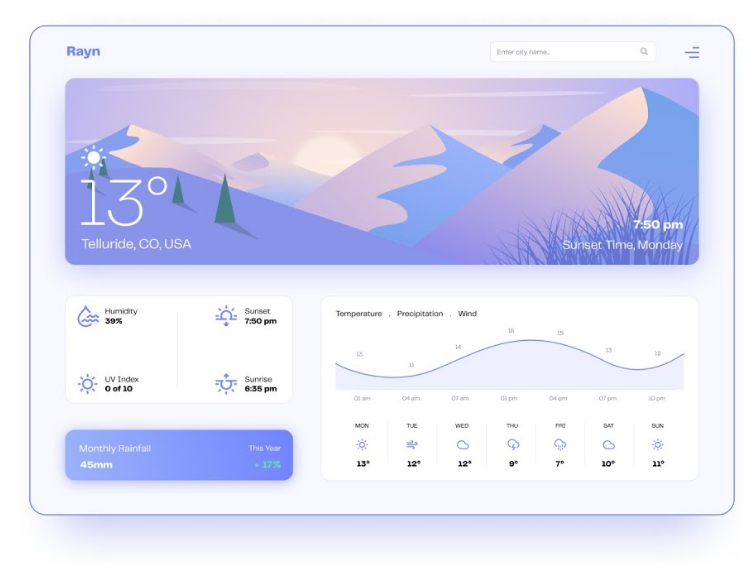 Rayn
Enter city name..
13°
Telluride, CO, USA
7:50 pm
Sunset Time, Monday
Humidity
39%
Sunset
7:50 pm
UV Index
0 of 10
Sunrise
6:35 pm
Monthly Rainfall
45mm
This Year
+ 17%
Temperature . Precipitation . Wind
13 11 14 16 15 13 12
01 am 04 am 07 am 01 pm 04 pm 07 pm 10 pm
MON TUE WED THU FRI SAT SUN
13° 12° 12° 9° 7° 10° 11°